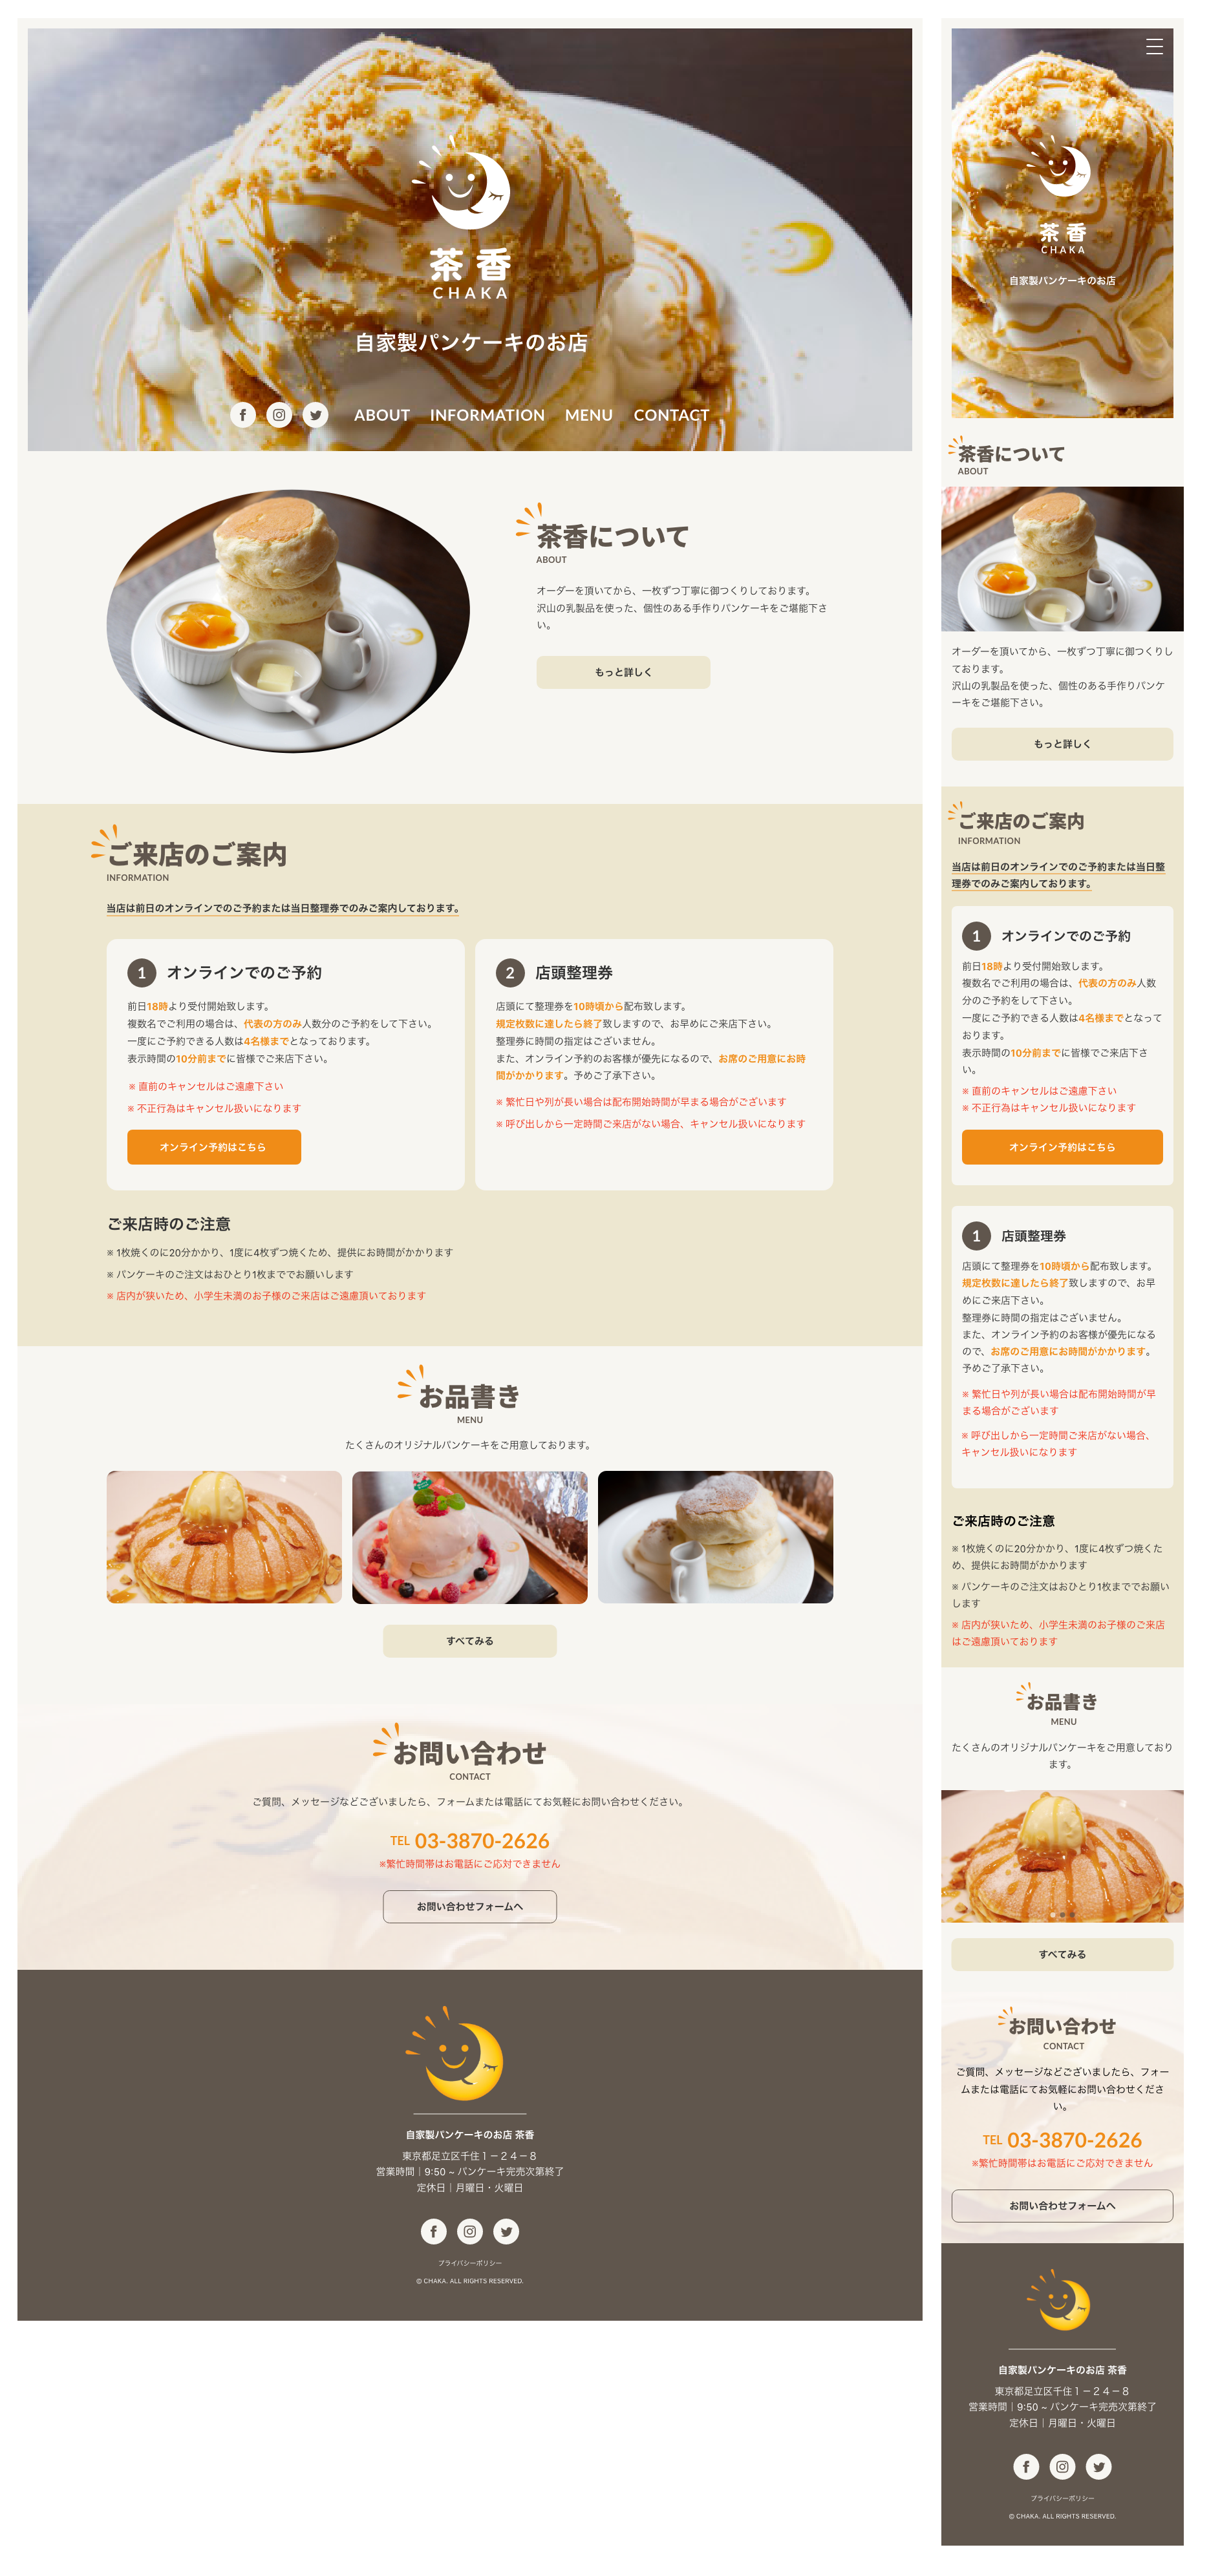 茶香
CHAKA
自家製パンケーキのお店
ABOUT INFORMATION MENU CONTACT
茶香について
ABOUT
オーダーを頂いてから、一枚ずつ丁寧に御つくりしております。
沢山の乳製品を使った、個性のある手作りパンケーキをご堪能下さ
い。
もっと詳しく
ご来店のご案内
INFORMATION
当店は前日のオンラインでのご予約または当日整理券でのみご案内しております。
1 オンラインでのご予約
前日18時より受付開始致します。
複数名でご利用の場合は、代表の方のみ人数分のご予約をして下さい。
一度にご予約できる人数は4名様までとなっております。
表示時間の10分前までに皆様でご来店下さい。
※ 直前のキャンセルはご遠慮下さい
※ 不正行為はキャンセル扱いになります
オンライン予約はこちら
2 店頭整理券
店頭にて整理券を10時頃から配布致します。
規定枚数に達したら終了致しますので、お早めにご来店下さい。
整理券に時間の指定はございません。
また、オンライン予約のお客様が優先になるので、お席のご用意にお時
間がかかります。予めご了承下さい。
※ 繁忙日や列が長い場合は配布開始時間が早まる場合がございます
※ 呼び出しから一定時間ご来店がない場合、キャンセル扱いになります
ご来店時のご注意
※ 1枚焼くのに20分かかり、1度に4枚ずつ焼くため、提供にお時間がかかります
※ パンケーキのご注文はおひとり1枚まででお願いします
※ 店内が狭いため、小学生未満のお子様のご来店はご遠慮頂いております
お品書き
MENU
たくさんのオリジナルパンケーキをご用意しております。
すべてみる
お問い合わせ
CONTACT
ご質問、メッセージなどございましたら、フォームまたは電話にてお気軽にお問い合わせください。
TEL 03-3870-2626
※繁忙時間帯はお電話にご応対できません
お問い合わせフォームへ
自家製パンケーキのお店 茶香
東京都足立区千住１－２４－８
営業時間｜9:50 ~ パンケーキ完売次第終了
定休日｜月曜日・火曜日
プライバシーポリシー
© CHAKA. ALL RIGHTS RESERVED.
茶香
CHAKA
自家製パンケーキのお店
茶香について
ABOUT
オーダーを頂いてから、一枚ずつ丁寧に御つくりし
ております。
沢山の乳製品を使った、個性のある手作りパンケ
ーキをご堪能下さい。
もっと詳しく
ご来店のご案内
INFORMATION
当店は前日のオンラインでのご予約または当日整
理券でのみご案内しております。
1 オンラインでのご予約
前日18時より受付開始致します。
複数名でご利用の場合は、代表の方のみ人数
分のご予約をして下さい。
一度にご予約できる人数は4名様までとなって
おります。
表示時間の10分前までに皆様でご来店下さ
い。
※ 直前のキャンセルはご遠慮下さい
※ 不正行為はキャンセル扱いになります
オンライン予約はこちら
1 店頭整理券
店頭にて整理券を10時頃から配布致します。
規定枚数に達したら終了致しますので、お早
めにご来店下さい。
整理券に時間の指定はございません。
また、オンライン予約のお客様が優先になる
ので、お席のご用意にお時間がかかります。
予めご了承下さい。
※ 繁忙日や列が長い場合は配布開始時間が早
まる場合がございます
※ 呼び出しから一定時間ご来店がない場合、
キャンセル扱いになります
ご来店時のご注意
※ 1枚焼くのに20分かかり、1度に4枚ずつ焼くた
め、提供にお時間がかかります
※ パンケーキのご注文はおひとり1枚まででお願い
します
※ 店内が狭いため、小学生未満のお子様のご来店
はご遠慮頂いております
お品書き
MENU
たくさんのオリジナルパンケーキをご用意しており
ます。
すべてみる
お問い合わせ
CONTACT
ご質問、メッセージなどございましたら、フォー
ムまたは電話にてお気軽にお問い合わせくださ
い。
TEL 03-3870-2626
※繁忙時間帯はお電話にご応対できません
お問い合わせフォームへ
自家製パンケーキのお店 茶香
東京都足立区千住１－２４－８
営業時間｜9:50 ~ パンケーキ完売次第終了
定休日｜月曜日・火曜日
プライバシーポリシー
© CHAKA. ALL RIGHTS RESERVED.